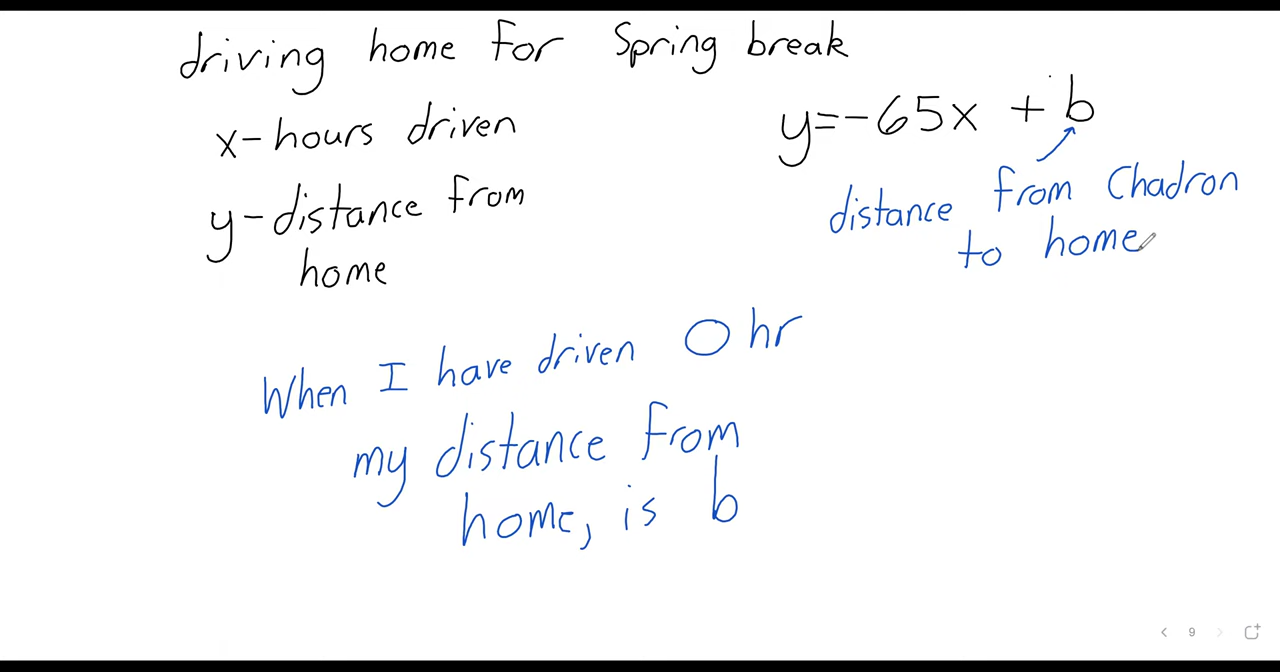 driving home for Spring break
x-hours driven
y-distance from
home
y=-65x + b
distance from Chadron
to home
When I have driven 0 hr
my distance from
home, is b
9